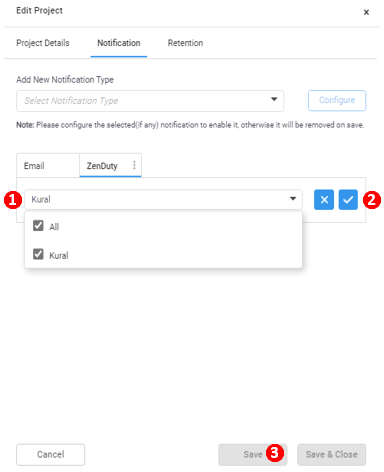 Edit Project
×
Project Details Notification Retention
Add New Notification Type
Select Notification Type Configure
Note: Please configure the selected(if any) notification to enable it, otherwise it will be removed on save.
Email ZenDuty
1 Kural 2
All
Kural
Cancel Save 3 Save & Close